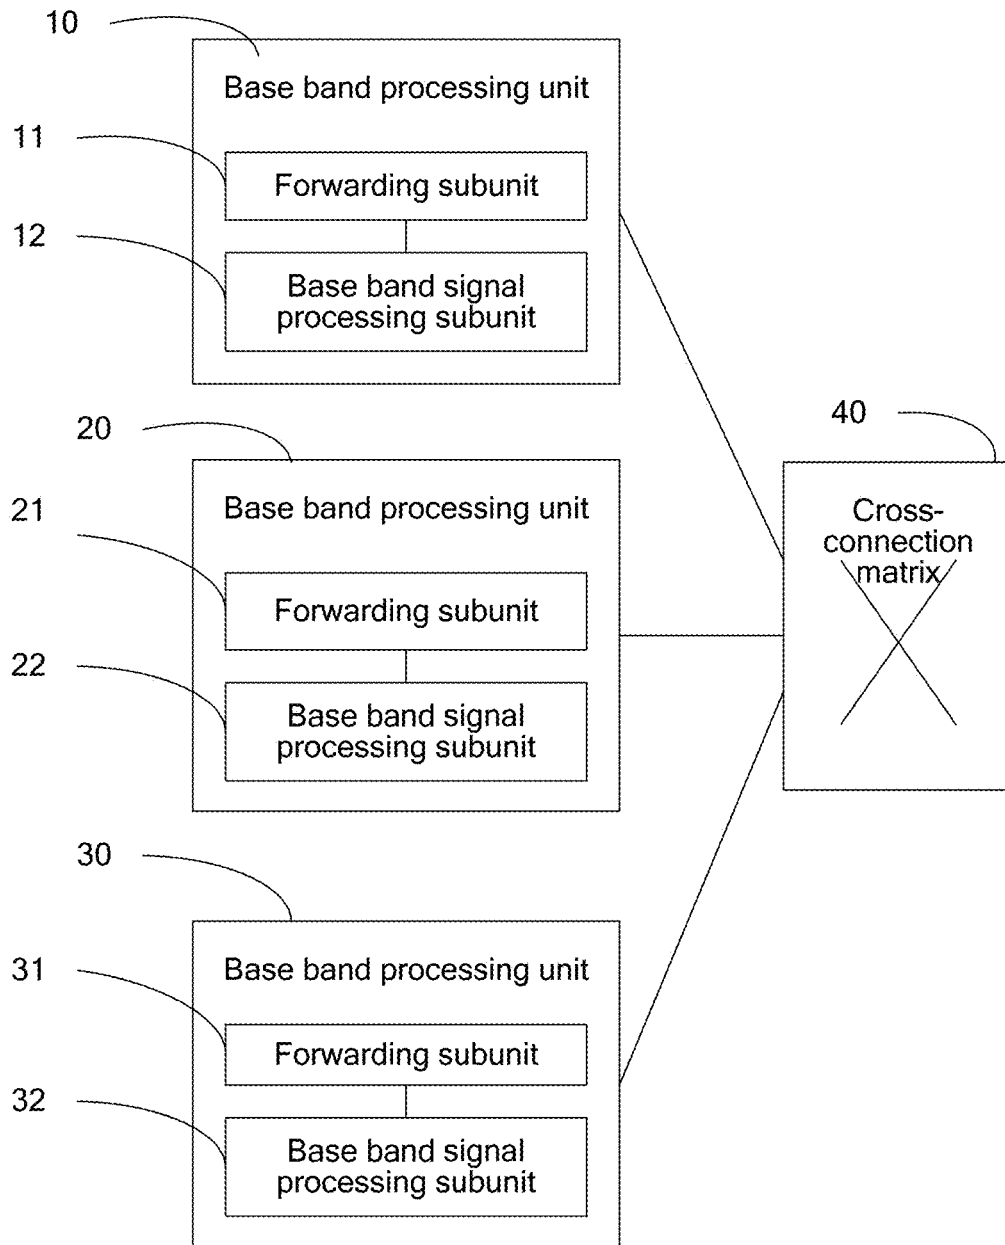 10
Base band processing unit
11
Forwarding subunit
12
Base band signal
processing subunit
20
Base band processing unit
21
Forwarding subunit
22
Base band signal
processing subunit
40
Cross-
connection
matrix
30
Base band processing unit
31
Forwarding subunit
32
Base band signal
processing subunit